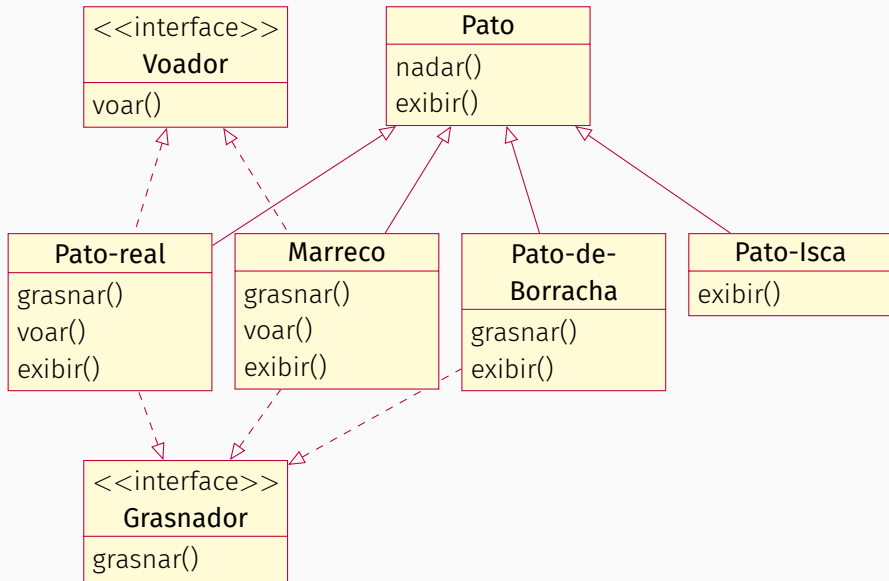 <<interface>>
Voador
voar()
Pato
nadar()
exibir()
Pato-real
grasnar()
voar()
exibir()
Marreco
grasnar()
voar()
exibir()
Pato-de-
Borracha
grasnar()
exibir()
Pato-Isca
exibir()
<<interface>>
Grasnador
grasnar()